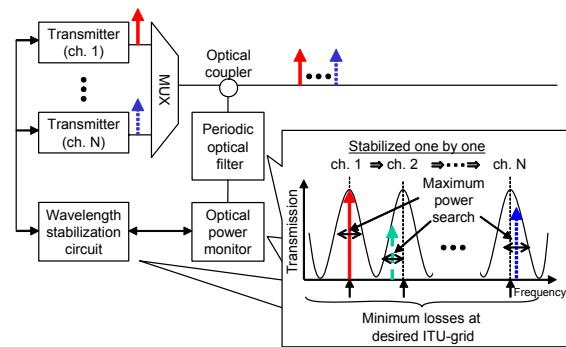 Transmitter
(ch. 1)
Transmitter
(ch. N)
MUX
Optical
coupler
Periodic
optical
filter
Wavelength
stabilization
circuit
Optical
power
monitor
Stabilized one by one
ch. 1 ⇒ ch. 2 ⇒ ⇒ ch. N
Maximum
power
search
Transmission
Frequency
Minimum losses at
desired ITU-grid